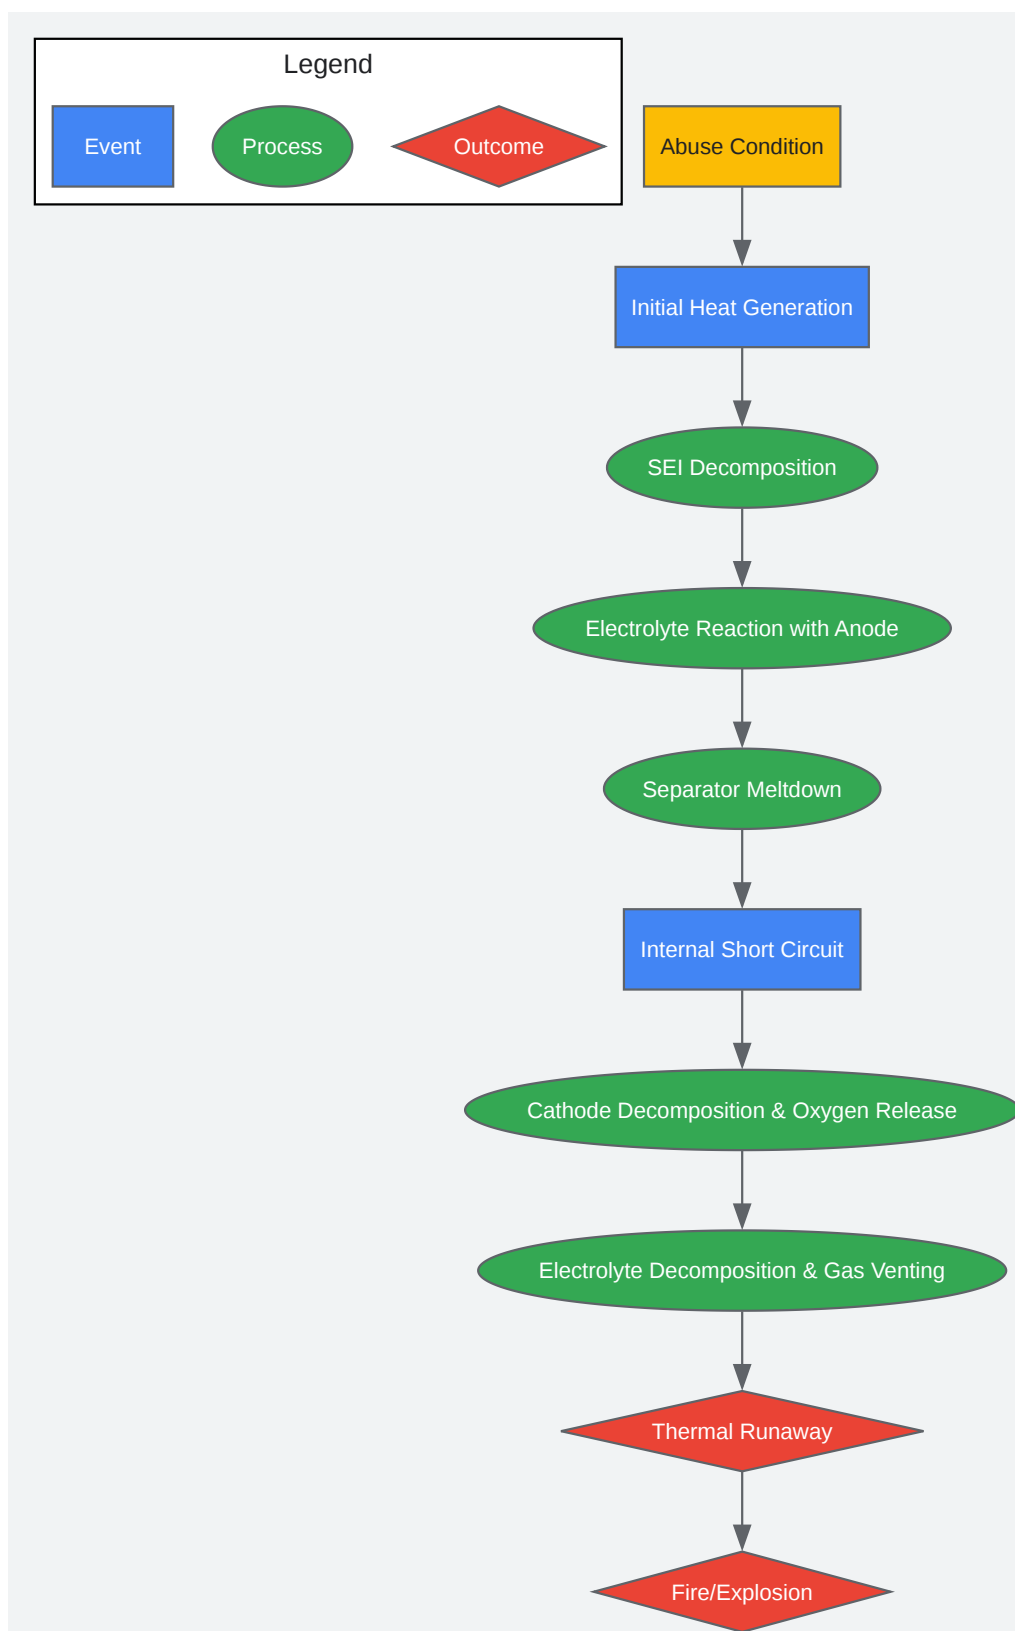 Legend
Event
Process
Outcome
Abuse Condition
Initial Heat Generation
SEI Decomposition
Electrolyte Reaction with Anode
Separator Meltdown
Internal Short Circuit
Cathode Decomposition & Oxygen Release
Electrolyte Decomposition & Gas Venting
Thermal Runaway
Fire/Explosion